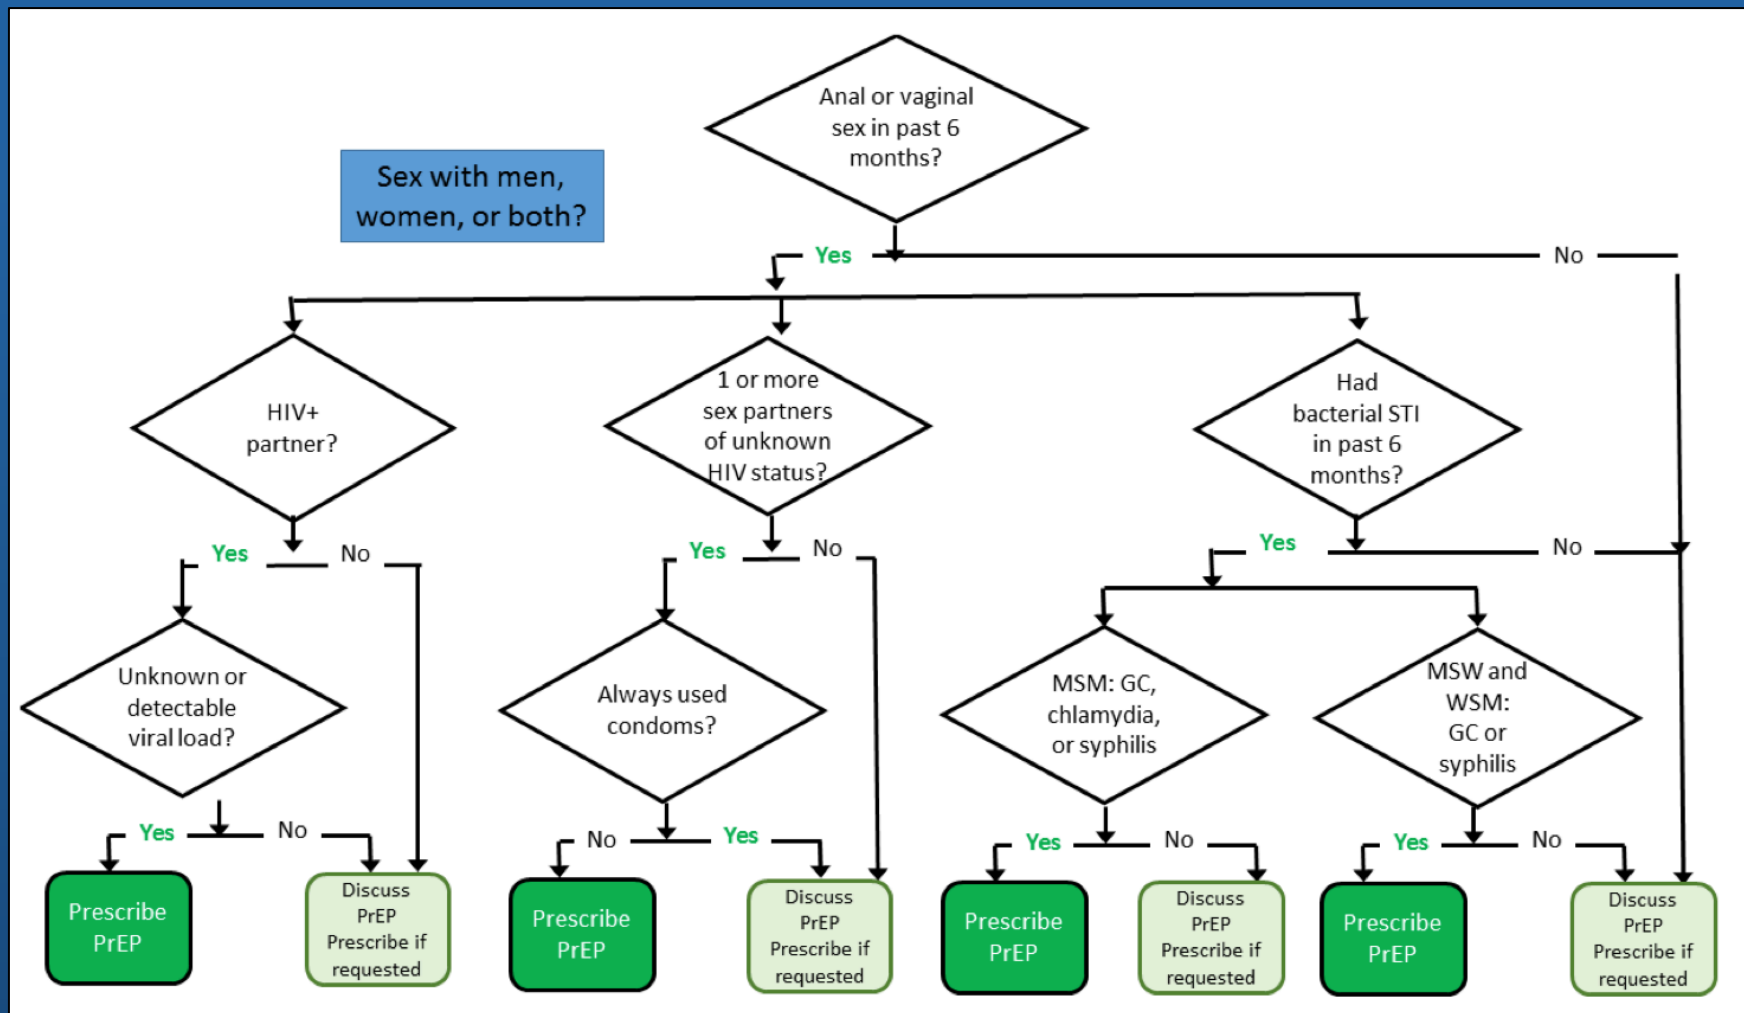 Anal or vaginal
sex in past 6
months?
Sex with men,
women, or both?
Yes
No
HIV+
partner?
1 or more
sex partners
of unknown
HIV status?
Had
bacterial STI
in past 6
months?
Yes
No
Yes
No
Yes
No
Unknown or
detectable
viral load?
Always used
condoms?
MSM: GC,
chlamydia,
or syphilis
MSW and
WSM:
GC or
syphilis
Yes
No
No
Yes
Yes
No
Yes
No
Prescribe
PrEP
Discuss
PrEP
Prescribe if
requested
Prescribe
PrEP
Discuss
PrEP
Prescribe if
requested
Prescribe
PrEP
Discuss
PrEP
Prescribe if
requested
Prescribe
PrEP
Discuss
PrEP
Prescribe if
requested